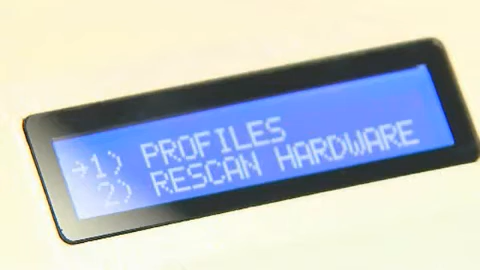 →1) PROFILES
2) RESCAN HARDWARE